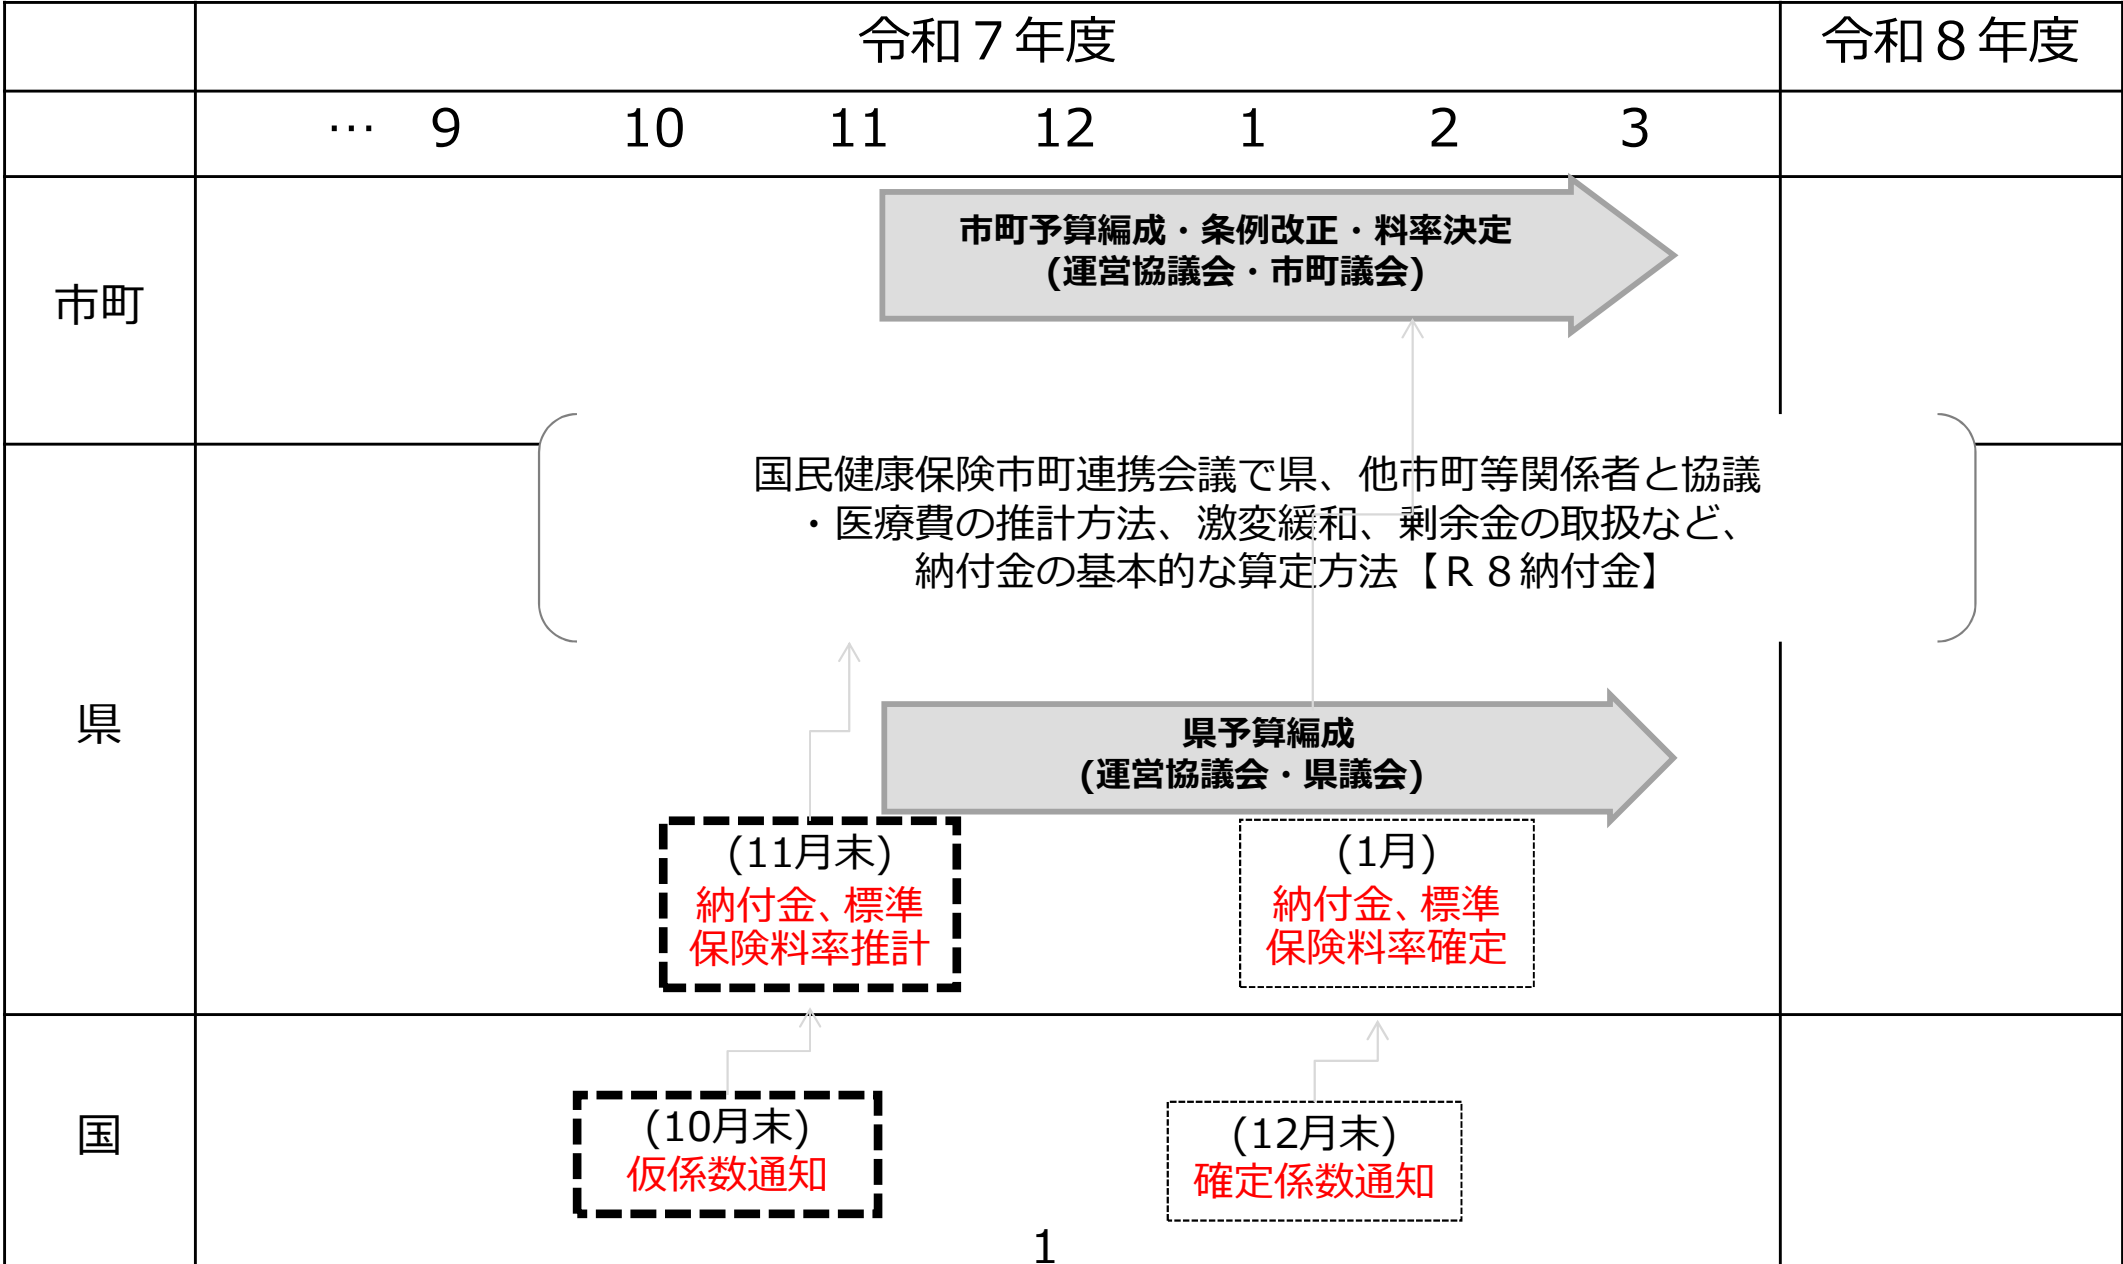 令和７年度
令和８年度
… 9 10 11 12 1 2 3
市町
市町予算編成・条例改正・料率決定
(運営協議会・市町議会)
国民健康保険市町連携会議で県、他市町等関係者と協議
・医療費の推計方法、激変緩和、剰余金の取扱など、
納付金の基本的な算定方法【Ｒ８納付金】
県
県予算編成
(運営協議会・県議会)
(11月末)
納付金、標準
保険料率推計
(1月)
納付金、標準
保険料率確定
国
(10月末)
仮係数通知
(12月末)
確定係数通知
1